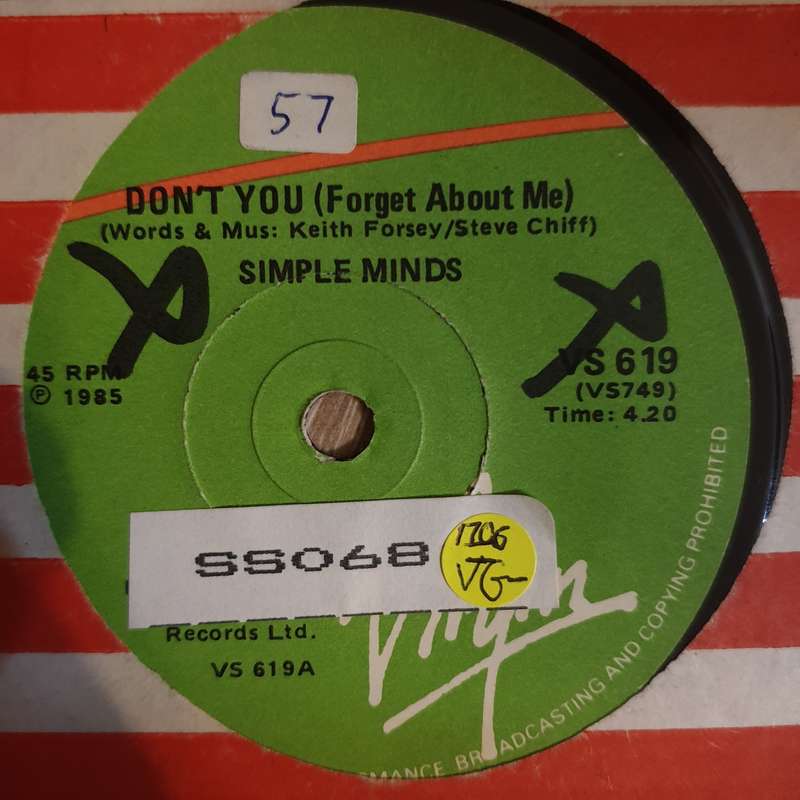 57
DON'T YOU (Forget About Me)
(Words & Mus: Keith Forsey/Steve Chiff)
SIMPLE MINDS
45 RPM
℗ 1985
VS 619
(VS749)
Time: 4.20
SS068
1706
VG-
Records Ltd.
VS 619A
Virgin
BROADCASTING AND COPYING PROHIBITED